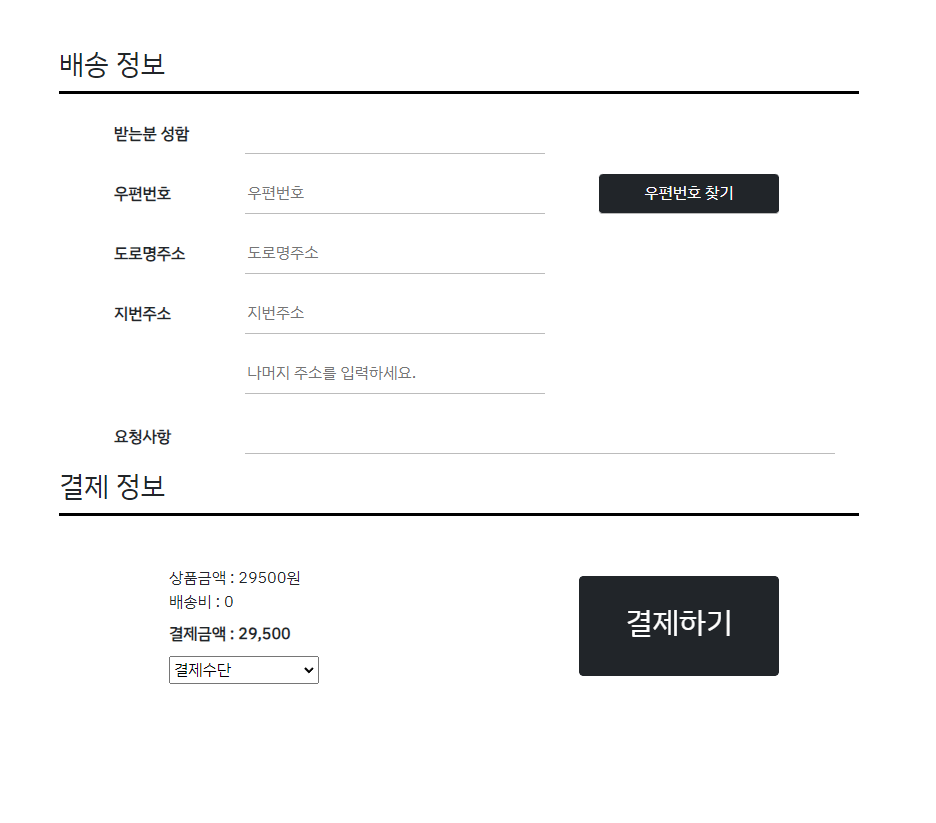 배송 정보
받는분 성함
우편번호 우편번호 우편번호 찾기
도로명주소 도로명주소
지번주소 지번주소
나머지 주소를 입력하세요.
요청사항
결제 정보
상품금액 : 29500원
배송비 : 0
결제금액 : 29,500
결제하기
결제수단